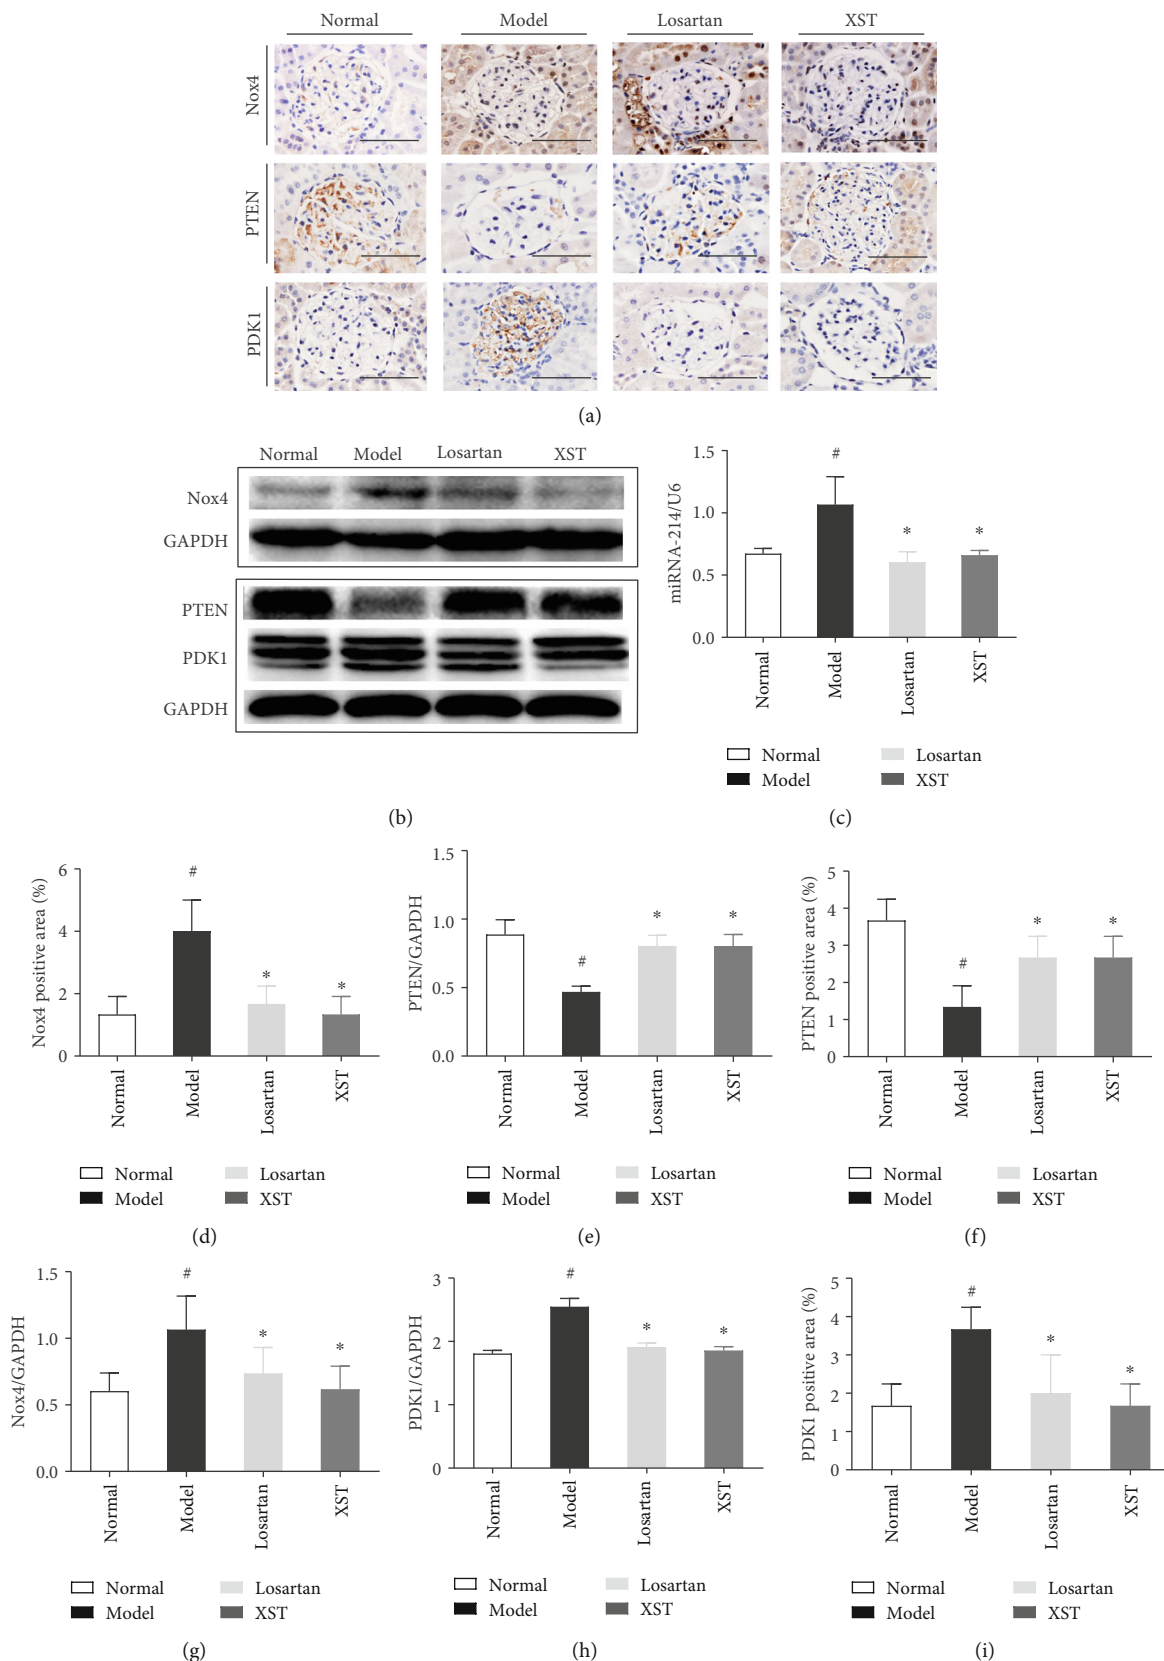 Normal Model Losartan XST
Nox4
PTEN
PDK1
(a)
Normal Model Losartan XST
Nox4
GAPDH
PTEN
PDK1
GAPDH
(b)
miRNA-214/U6
1.5
1.0
0.5
0.0
#
* *
Normal Model Losartan XST
Normal Losartan
Model XST
(c)
Nox4 positive area (%)
6
4
2
0
#
* *
Normal Model Losartan XST
Normal Losartan
Model XST
(d)
PTEN/GAPDH
1.5
1.0
0.5
0.0
#
* *
Normal Model Losartan XST
Normal Losartan
Model XST
(e)
PTEN positive area (%)
5
4
3
2
1
0
#
* *
Normal Model Losartan XST
Normal Losartan
Model XST
(f)
Nox4/GAPDH
1.5
1.0
0.5
0.0
#
* *
Normal Model Losartan XST
Normal Losartan
Model XST
(g)
PDK1/GAPDH
3
2
1
0
#
* *
Normal Model Losartan XST
Normal Losartan
Model XST
(h)
PDK1 positive area (%)
5
4
3
2
1
0
#
* *
Normal Model Losartan XST
Normal Losartan
Model XST
(i)